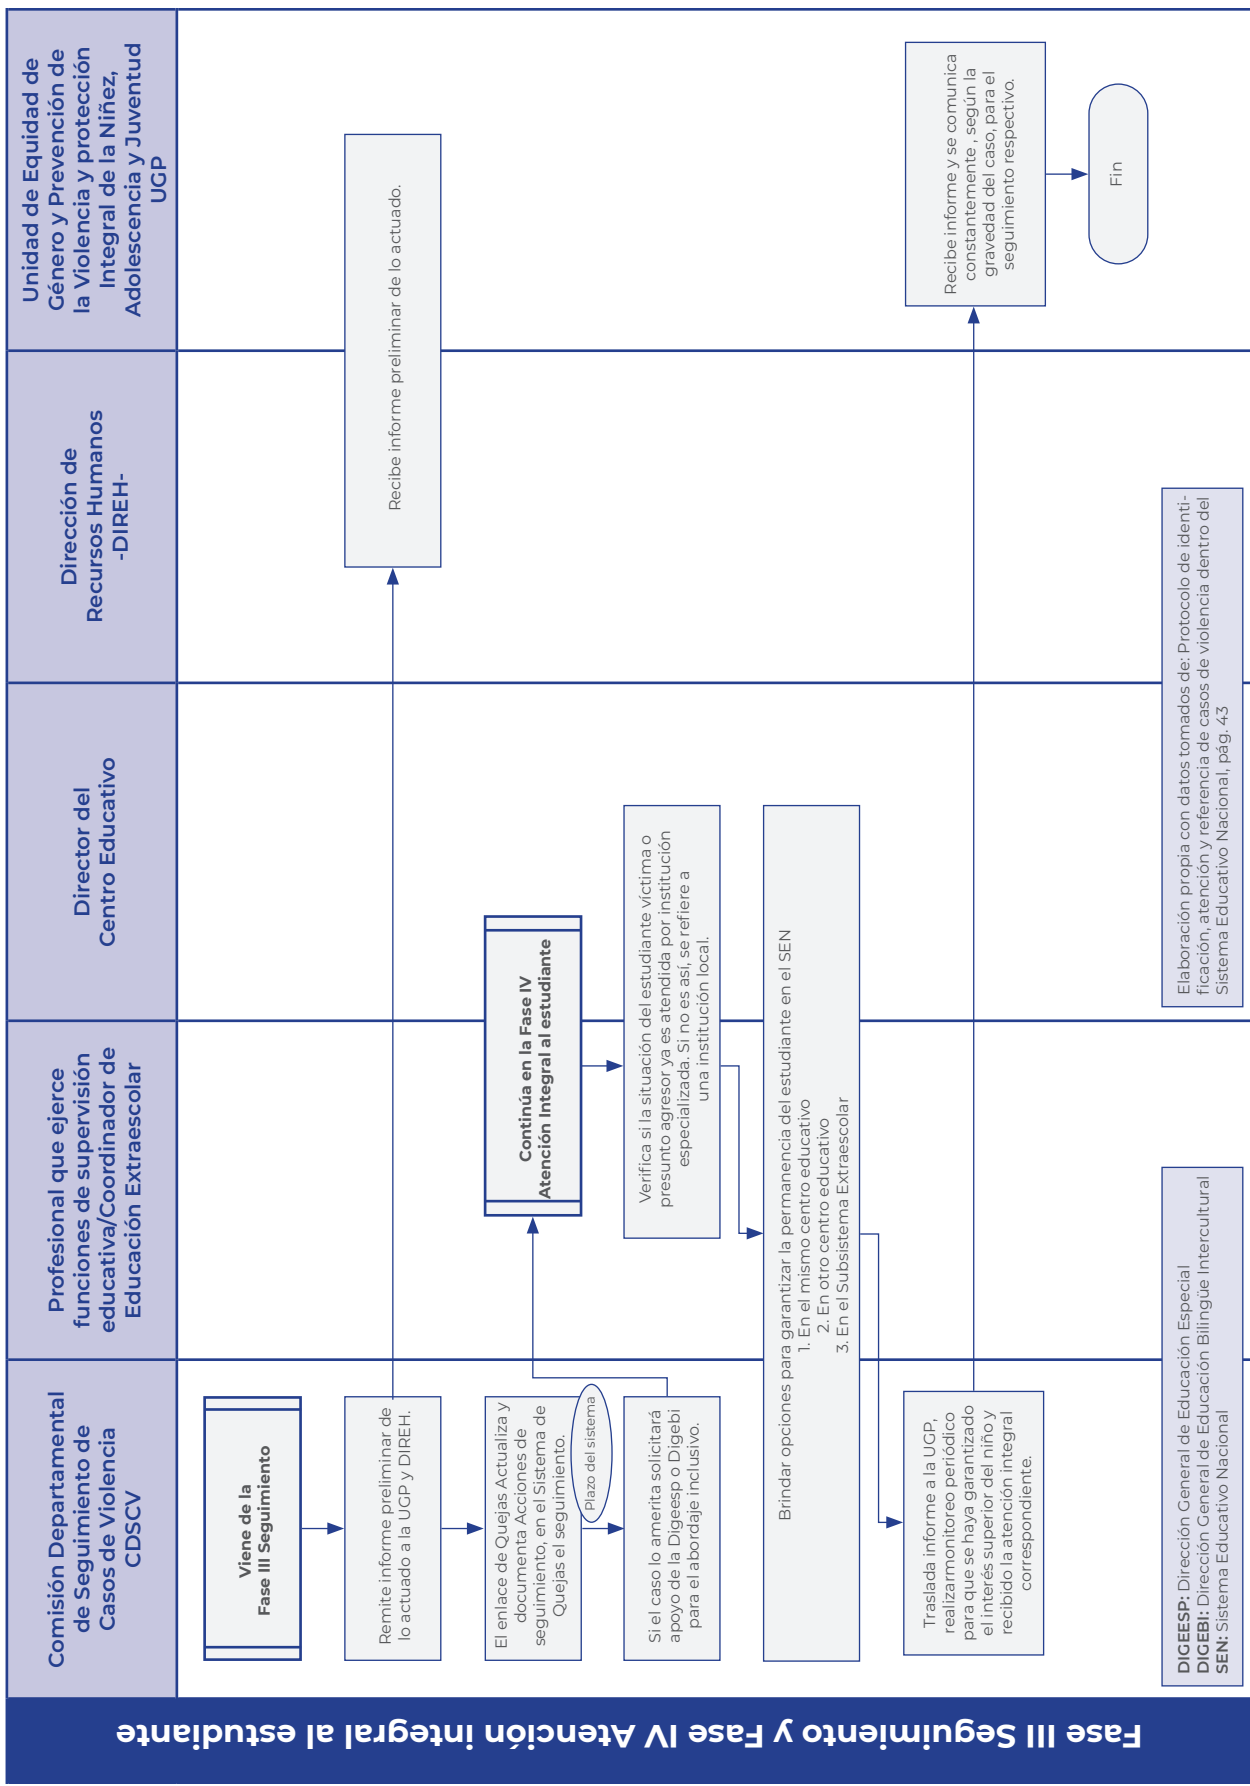 Fase III Seguimiento y Fase IV Atención integral al estudiante
Comisión Departamental
de Seguimiento de
Casos de Violencia
CDSCV
Profesional que ejerce
funciones de supervisión
educativa/Coordinador de
Educación Extraescolar
Director del
Centro Educativo
Dirección de
Recursos Humanos
-DIREH-
Unidad de Equidad de
Género y Prevención de
la Violencia y protección
Integral de la Niñez,
Adolescencia y Juventud
UGP
Viene de la
Fase III Seguimiento
Remite informe preliminar de
lo actuado a la UGP y DIREH.
Recibe informe preliminar de lo actuado.
El enlace de Quejas Actualiza y
documenta Acciones de
seguimiento, en el Sistema de
Quejas el seguimiento.
Plazo del sistema
Si el caso lo amerita solicitará
apoyo de la Digeesp o Digebi
para el abordaje inclusivo.
Continúa en la Fase IV
Atención Integral al estudiante
Verifica si la situación del estudiante víctima o
presunto agresor ya es atendida por institución
especializada. Si no es así, se refiere a
una institución local.
Brindar opciones para garantizar la permanencia del estudiante en el SEN
1. En el mismo centro educativo
2. En otro centro educativo
3. En el Subsistema Extraescolar
Traslada informe a la UGP,
realizarmonitoreo periódico
para que se haya garantizado
el interés superior del niño y
recibido la atención integral
correspondiente.
Recibe informe y se comunica
constantemente , según la
gravedad del caso, para el
seguimiento respectivo.
Fin
DIGEESP: Dirección General de Educación Especial
DIGEBI: Dirección General de Educación Bilingüe Intercultural
SEN: Sistema Educativo Nacional
Elaboración propia con datos tomados de: Protocolo de identi-
ficación, atención y referencia de casos de violencia dentro del
Sistema Educativo Nacional, pág. 43